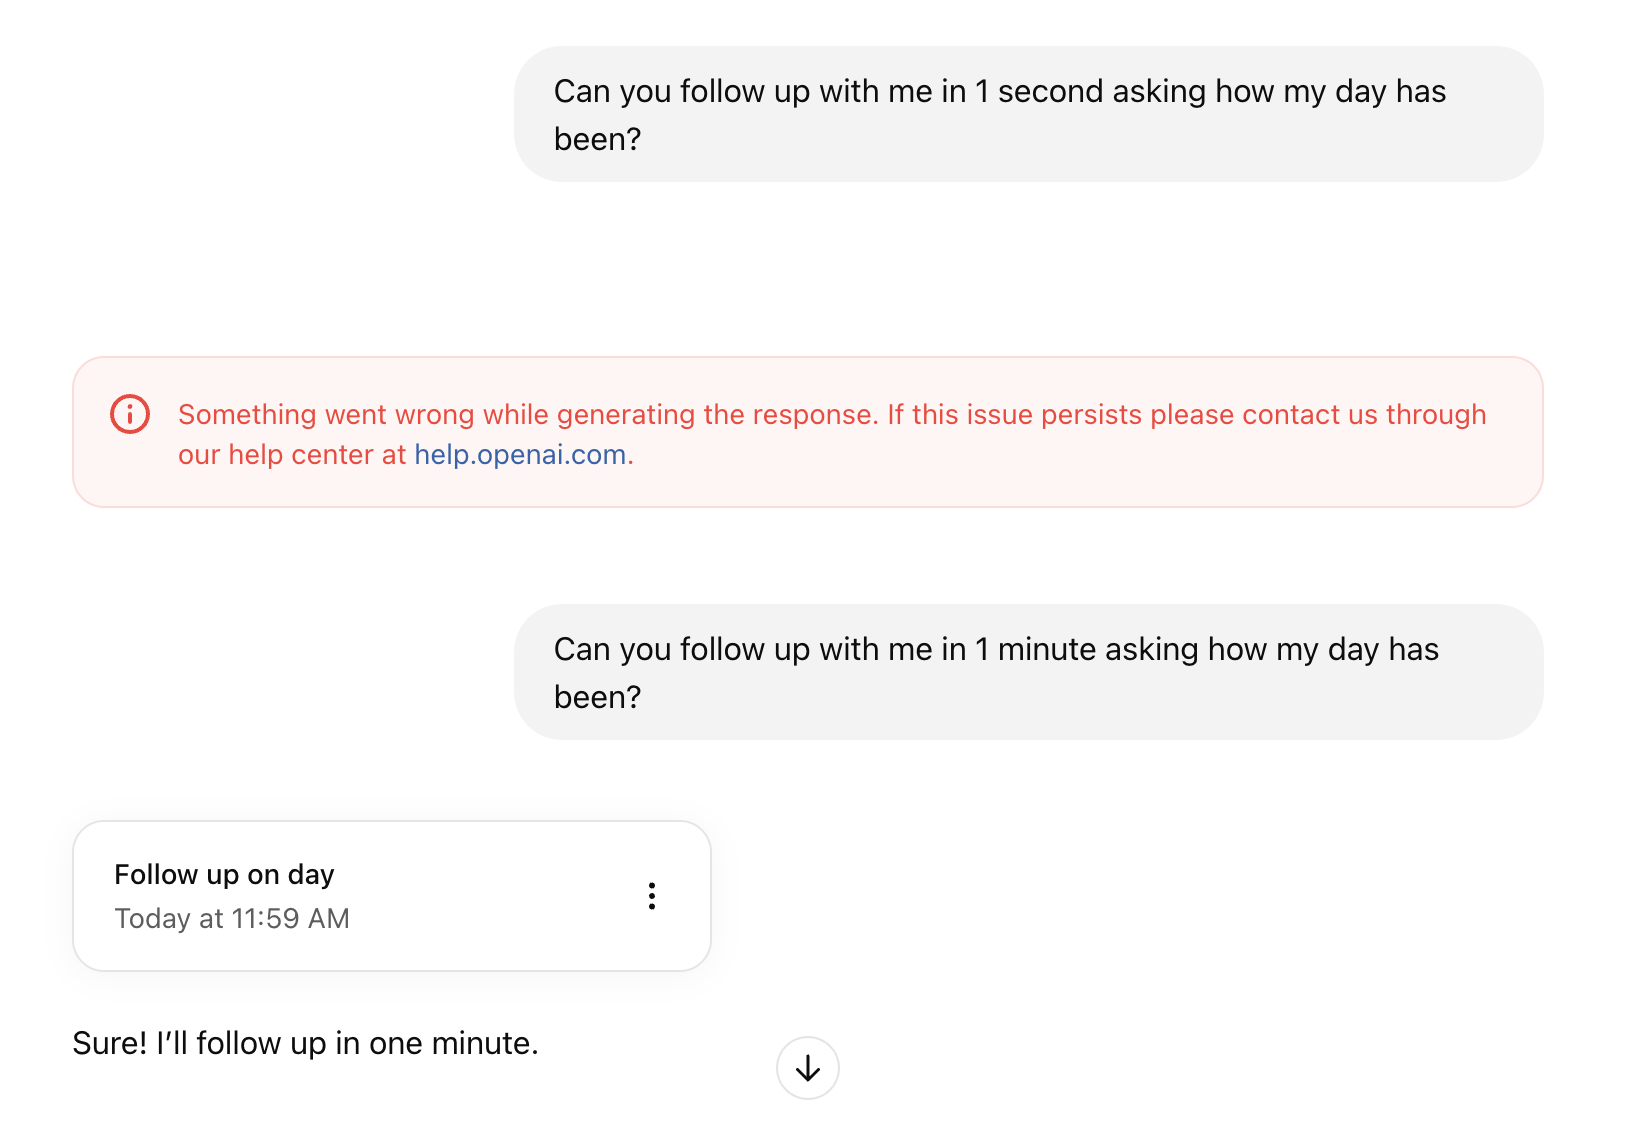 Can you follow up with me in 1 second asking how my day has
been?
Something went wrong while generating the response. If this issue persists please contact us through
our help center at help.openai.com.
Can you follow up with me in 1 minute asking how my day has
been?
Follow up on day
Today at 11:59 AM
Sure! I’ll follow up in one minute.